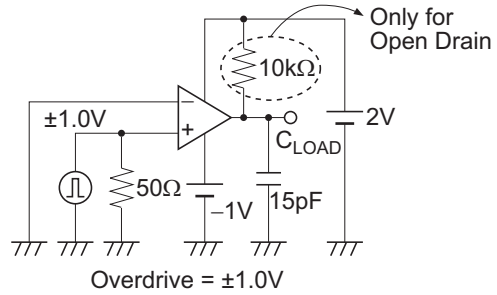 Only for
Open Drain
10kΩ
−
±1.0V
+
2V
C_LOAD
50Ω
−1V
15pF
Overdrive = ±1.0V